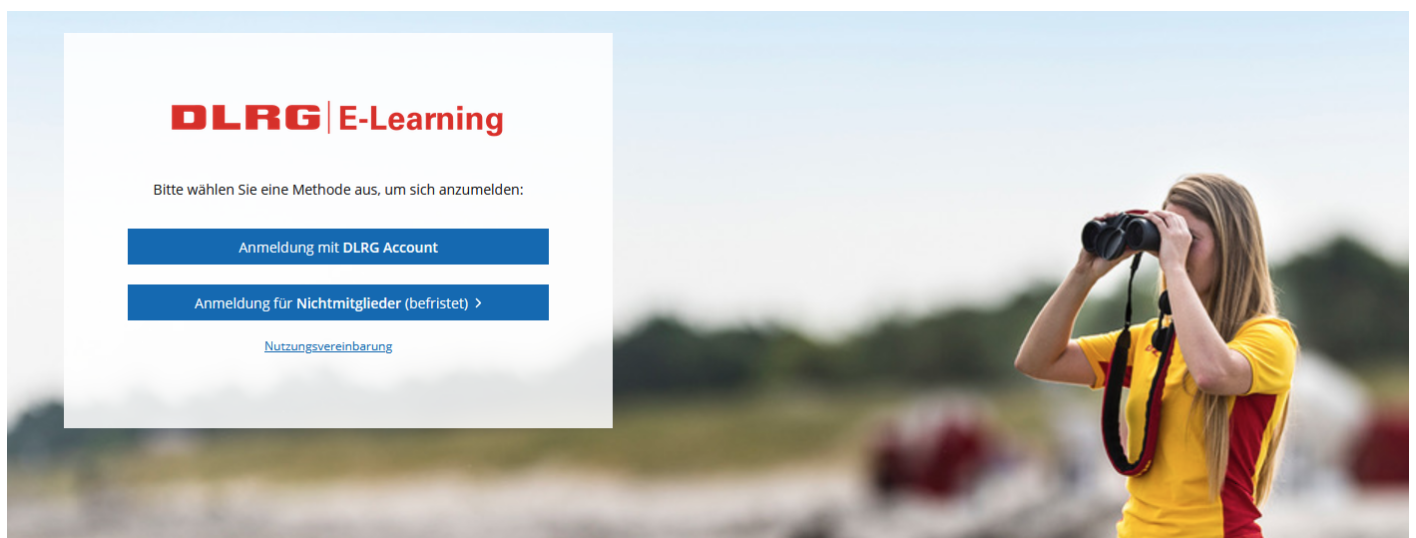 DLRG E-Learning
Bitte wählen Sie eine Methode aus, um sich anzumelden:
Anmeldung mit DLRG Account
Anmeldung für Nichtmitglieder (befristet) >
Nutzungsvereinbarung